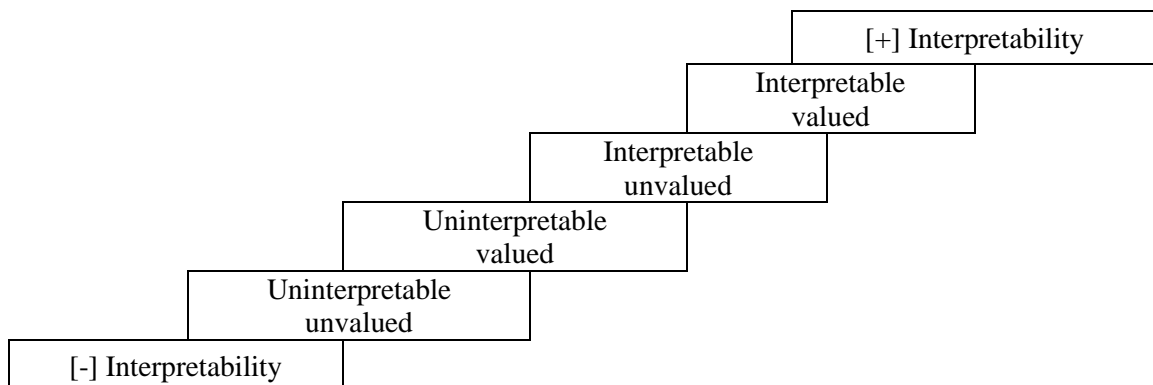 [+] Interpretability
Interpretable
valued
Interpretable
unvalued
Uninterpretable
valued
Uninterpretable
unvalued
[-] Interpretability